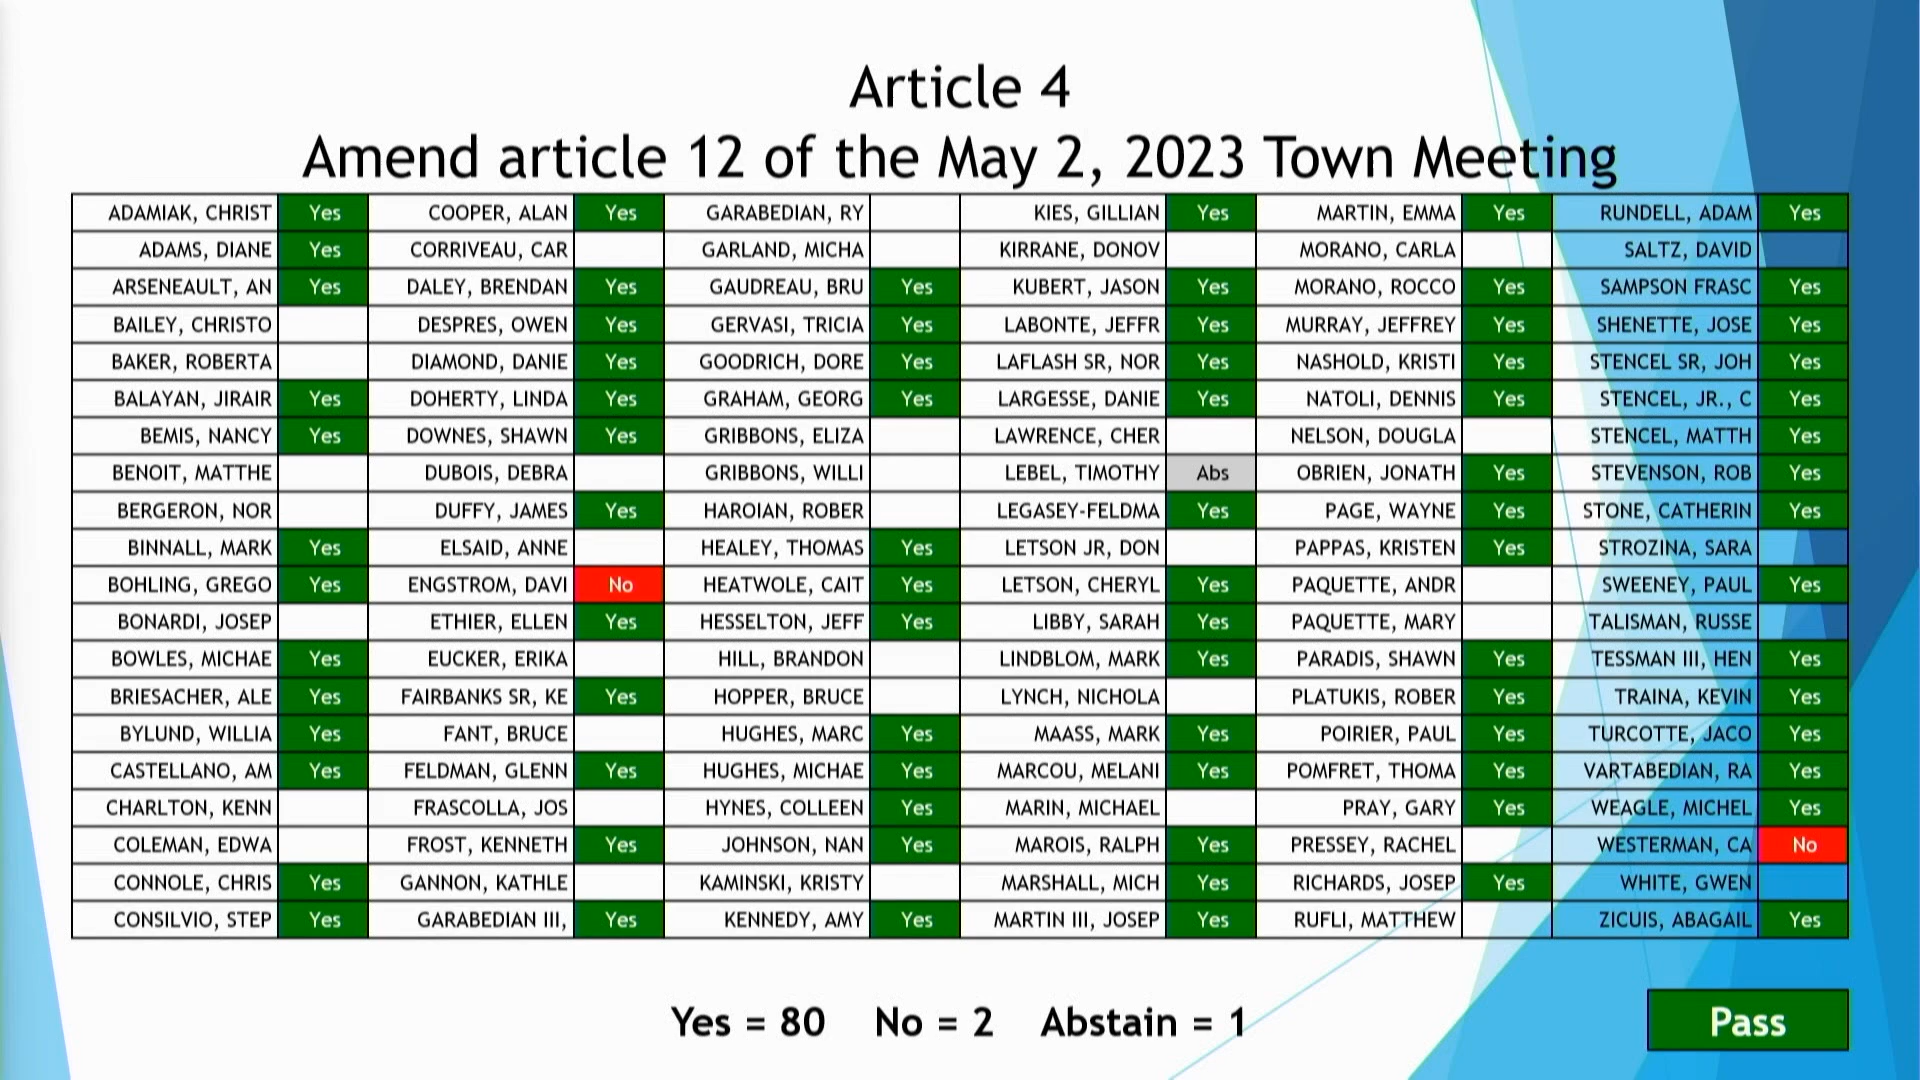 Article 4
Amend article 12 of the May 2, 2023 Town Meeting
ADAMIAK, CHRIST Yes COOPER, ALAN Yes GARABEDIAN, RY KIES, GILLIAN Yes MARTIN, EMMA Yes RUNDELL, ADAM Yes
ADAMS, DIANE Yes CORRIVEAU, CAR GARLAND, MICHA KIRRANE, DONOV MORANO, CARLA SALTZ, DAVID
ARSENEAULT, AN Yes DALEY, BRENDAN Yes GAUDREAU, BRU Yes KUBERT, JASON Yes MORANO, ROCCO Yes SAMPSON FRASC Yes
BAILEY, CHRISTO DESPRES, OWEN Yes GERVASI, TRICIA Yes LABONTE, JEFFR Yes MURRAY, JEFFREY Yes SHENETTE, JOSE Yes
BAKER, ROBERTA DIAMOND, DANIE Yes GOODRICH, DORE Yes LAFLASH SR, NOR Yes NASHOLD, KRISTI Yes STENCEL SR, JOH Yes
BALAYAN, JIRAIR Yes DOHERTY, LINDA Yes GRAHAM, GEORG Yes LARGESSE, DANIE Yes NATOLI, DENNIS Yes STENCEL, JR., C Yes
BEMIS, NANCY Yes DOWNES, SHAWN Yes GRIBBONS, ELIZA LAWRENCE, CHER NELSON, DOUGLA STENCEL, MATTH Yes
BENOIT, MATTHE DUBOIS, DEBRA GRIBBONS, WILLI LEBEL, TIMOTHY Abs OBRIEN, JONATH Yes STEVENSON, ROB Yes
BERGERON, NOR DUFFY, JAMES Yes HAROIAN, ROBER LEGASEY-FELDMA Yes PAGE, WAYNE Yes STONE, CATHERIN Yes
BINNALL, MARK Yes ELSAID, ANNE HEALEY, THOMAS Yes LETSON JR, DON PAPPAS, KRISTEN Yes STROZINA, SARA
BOHLING, GREGO Yes ENGSTROM, DAVI No HEATWOLE, CAIT Yes LETSON, CHERYL Yes PAQUETTE, ANDR SWEENEY, PAUL Yes
BONARDI, JOSEP ETHIER, ELLEN Yes HESSELTON, JEFF Yes LIBBY, SARAH Yes PAQUETTE, MARY TALISMAN, RUSSE
BOWLES, MICHAE Yes EUCKER, ERIKA HILL, BRANDON LINDBLOM, MARK Yes PARADIS, SHAWN Yes TESSMAN III, HEN Yes
BRIESACHER, ALE Yes FAIRBANKS SR, KE Yes HOPPER, BRUCE LYNCH, NICHOLA PLATUKIS, ROBER Yes TRAINA, KEVIN Yes
BYLUND, WILLIA Yes FANT, BRUCE HUGHES, MARC Yes MAASS, MARK Yes POIRIER, PAUL Yes TURCOTTE, JACO Yes
CASTELLANO, AM Yes FELDMAN, GLENN Yes HUGHES, MICHAE Yes MARCOU, MELANI Yes POMFRET, THOMA Yes VARTABEDIAN, RA Yes
CHARLTON, KENN FRASCOLLA, JOS HYNES, COLLEEN Yes MARIN, MICHAEL PRAY, GARY Yes WEAGLE, MICHEL Yes
COLEMAN, EDWA FROST, KENNETH Yes JOHNSON, NAN Yes MAROIS, RALPH Yes PRESSEY, RACHEL WESTERMAN, CA No
CONNOLE, CHRIS Yes GANNON, KATHLE KAMINSKI, KRISTY MARSHALL, MICH Yes RICHARDS, JOSEP Yes WHITE, GWEN
CONSILVIO, STEP Yes GARABEDIAN III, Yes KENNEDY, AMY Yes MARTIN III, JOSEP Yes RUFLI, MATTHEW ZICUIS, ABAGAIL Yes
Yes = 80 No = 2 Abstain = 1
Pass